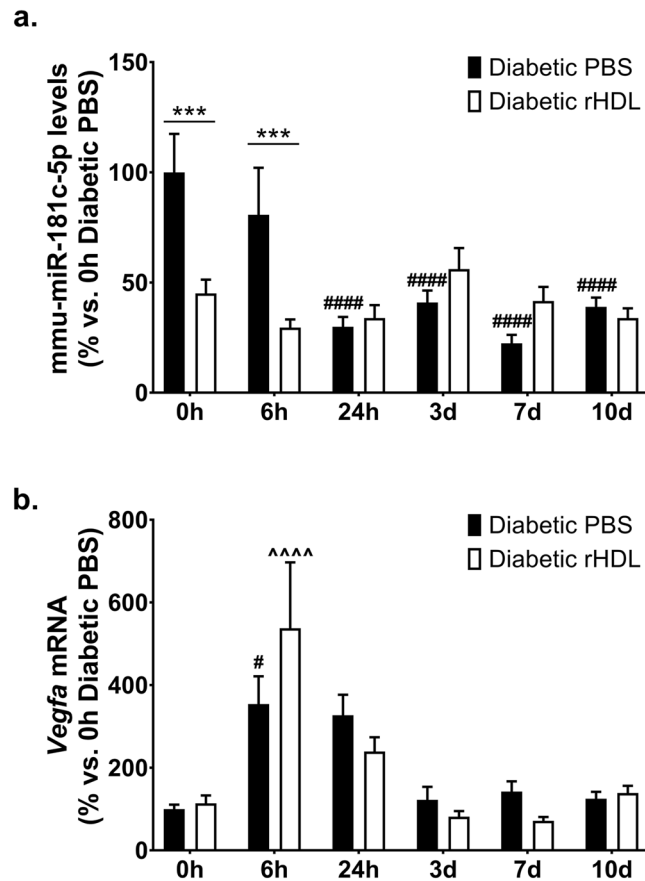 a.
mmu-miR-181c-5p levels
(% vs. 0h Diabetic PBS)
150
100
50
0
Diabetic PBS
Diabetic rHDL
***
***
####
####
####
####
0h 6h 24h 3d 7d 10d
b.
Vegfa mRNA
(% vs. 0h Diabetic PBS)
800
600
400
200
0
Diabetic PBS
Diabetic rHDL
^^^^
#
0h 6h 24h 3d 7d 10d